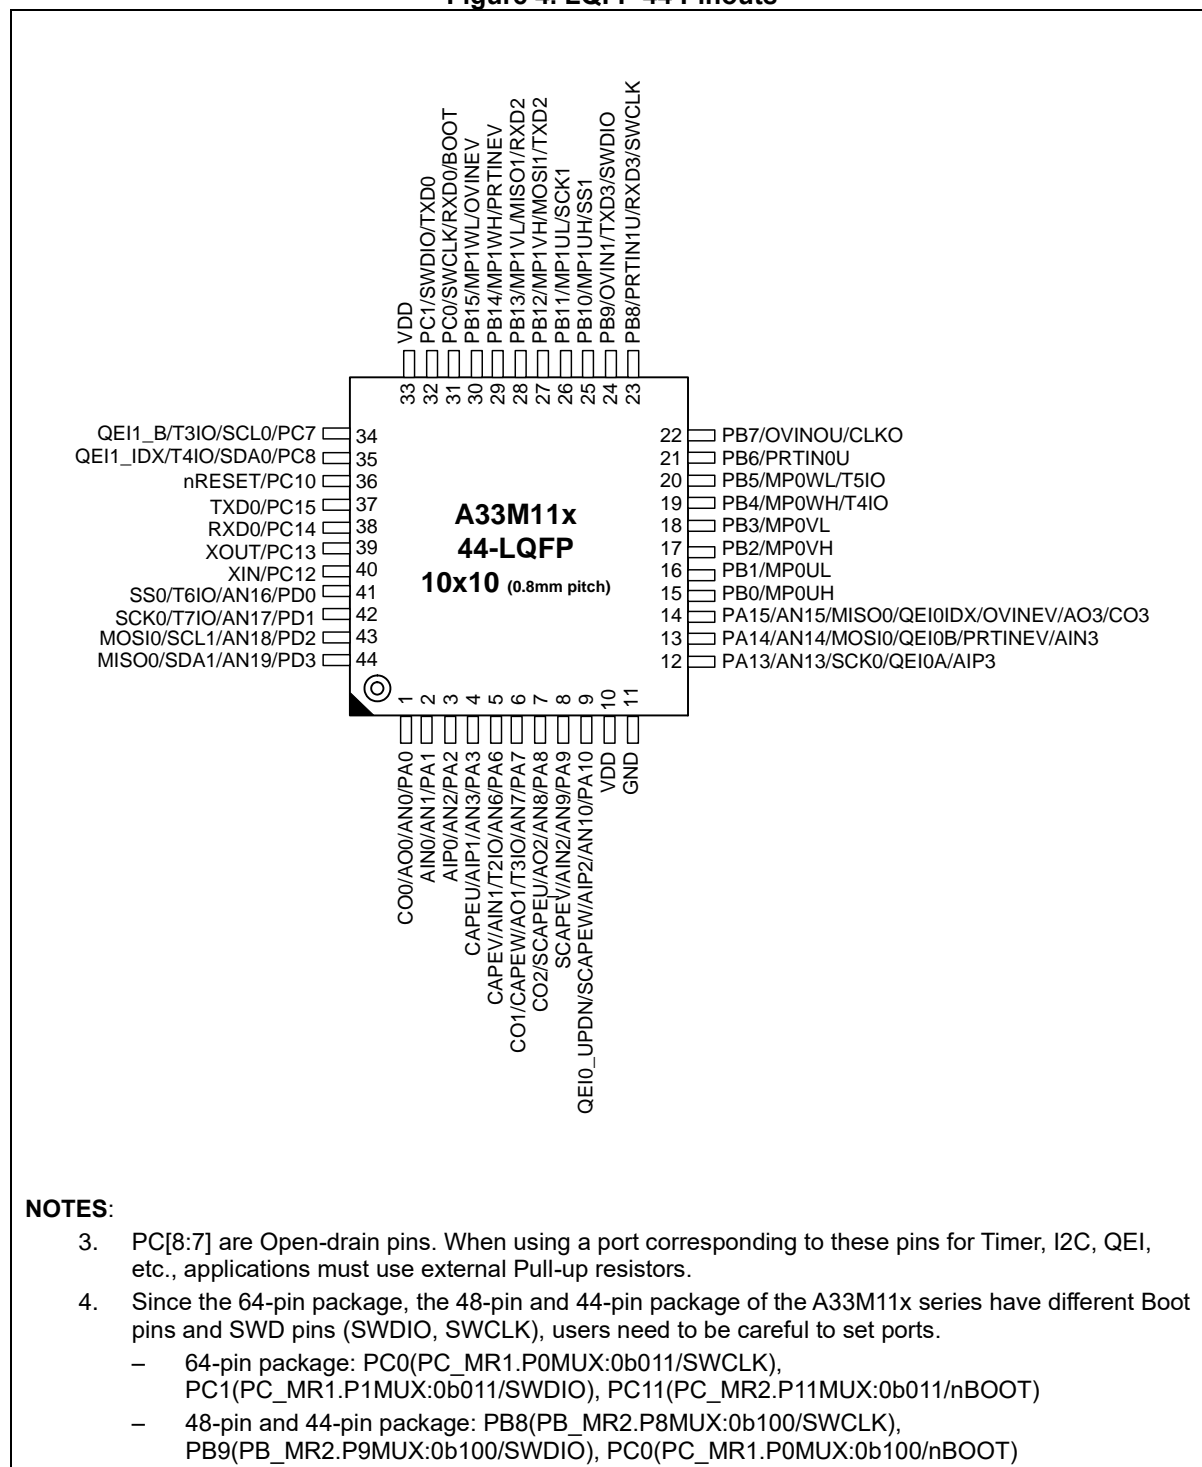 Figure 4. LQFP 44 Pinouts
VDD
PC1/SWDIO/TXD0
PC0/SWCLK/RXD0/BOOT
PB15/MP1WL/OVINEV
PB14/MP1WH/PRTINEV
PB13/MP1VL/MISO1/RXD2
PB12/MP1VH/MOSI1/TXD2
PB11/MP1UL/SCK1
PB10/MP1UH/SS1
PB9/OVIN1/TXD3/SWDIO
PB8/PRTIN1U/RXD3/SWCLK
33 32 31 30 29 28 27 26 25 24 23
QEI1_B/T3IO/SCL0/PC7 34
QEI1_IDX/T4IO/SDA0/PC8 35
nRESET/PC10 36
TXD0/PC15 37
RXD0/PC14 38
XOUT/PC13 39
XIN/PC12 40
SS0/T6IO/AN16/PD0 41
SCK0/T7IO/AN17/PD1 42
MOSI0/SCL1/AN18/PD2 43
MISO0/SDA1/AN19/PD3 44
A33M11x
44-LQFP
10x10 (0.8mm pitch)
22 PB7/OVINOU/CLKO
21 PB6/PRTIN0U
20 PB5/MP0WL/T5IO
19 PB4/MP0WH/T4IO
18 PB3/MP0VL
17 PB2/MP0VH
16 PB1/MP0UL
15 PB0/MP0UH
14 PA15/AN15/MISO0/QEI0IDX/OVINEV/AO3/CO3
13 PA14/AN14/MOSI0/QEI0B/PRTINEV/AIN3
12 PA13/AN13/SCK0/QEI0A/AIP3
1 2 3 4 5 6 7 8 9 10 11
CO0/AO0/AN0/PA0
AIN0/AN1/PA1
AIP0/AN2/PA2
CAPEU/AIP1/AN3/PA3
CAPEV/AIN1/T2IO/AN6/PA6
CO1/CAPEW/AO1/T3IO/AN7/PA7
CO2/SCAPEU/AO2/AN8/PA8
SCAPEV/AIN2/AN9/PA9
QEI0_UPDN/SCAPEW/AIP2/AN10/PA10
VDD
GND
NOTES:
3. PC[8:7] are Open-drain pins. When using a port corresponding to these pins for Timer, I2C, QEI,
etc., applications must use external Pull-up resistors.
4. Since the 64-pin package, the 48-pin and 44-pin package of the A33M11x series have different Boot
pins and SWD pins (SWDIO, SWCLK), users need to be careful to set ports.
– 64-pin package: PC0(PC_MR1.P0MUX:0b011/SWCLK),
PC1(PC_MR1.P1MUX:0b011/SWDIO), PC11(PC_MR2.P11MUX:0b011/nBOOT)
– 48-pin and 44-pin package: PB8(PB_MR2.P8MUX:0b100/SWCLK),
PB9(PB_MR2.P9MUX:0b100/SWDIO), PC0(PC_MR1.P0MUX:0b100/nBOOT)